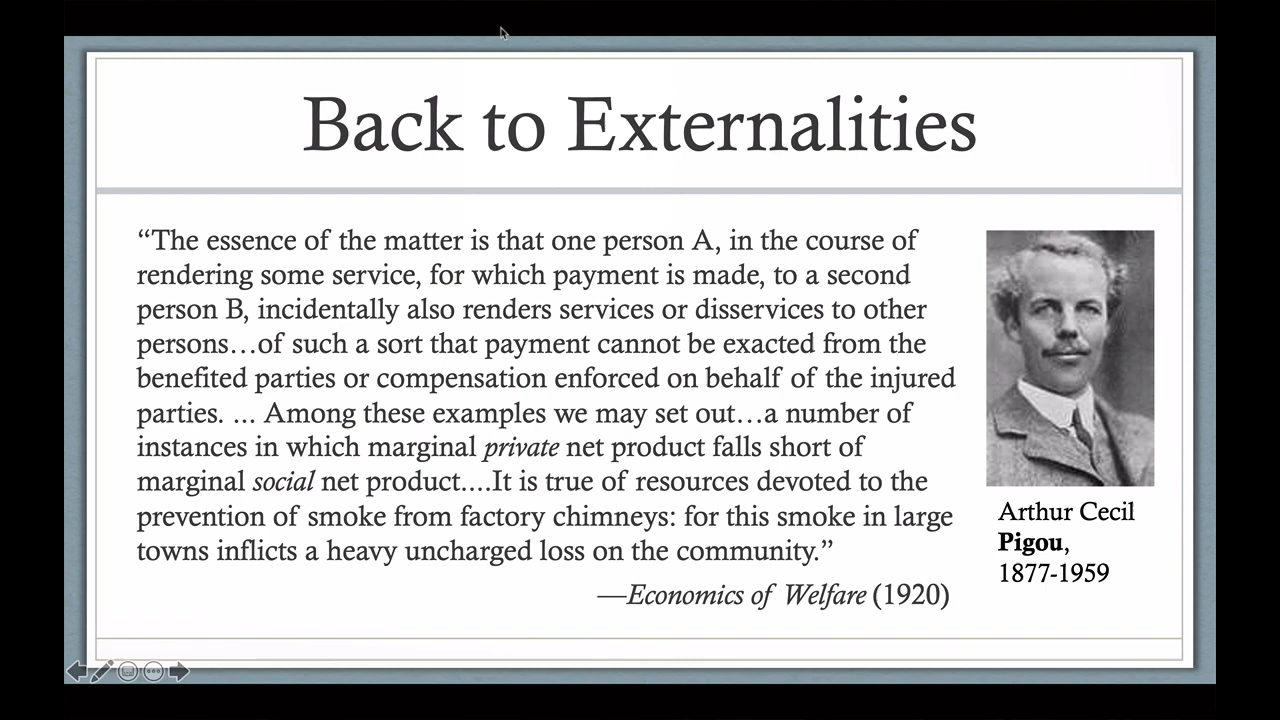 Back to Externalities
“The essence of the matter is that one person A, in the course of
rendering some service, for which payment is made, to a second
person B, incidentally also renders services or disservices to other
persons…of such a sort that payment cannot be exacted from the
benefited parties or compensation enforced on behalf of the injured
parties. ... Among these examples we may set out…a number of
instances in which marginal private net product falls short of
marginal social net product....It is true of resources devoted to the
prevention of smoke from factory chimneys: for this smoke in large
towns inflicts a heavy uncharged loss on the community.”
—Economics of Welfare (1920)
Arthur Cecil
Pigou,
1877-1959